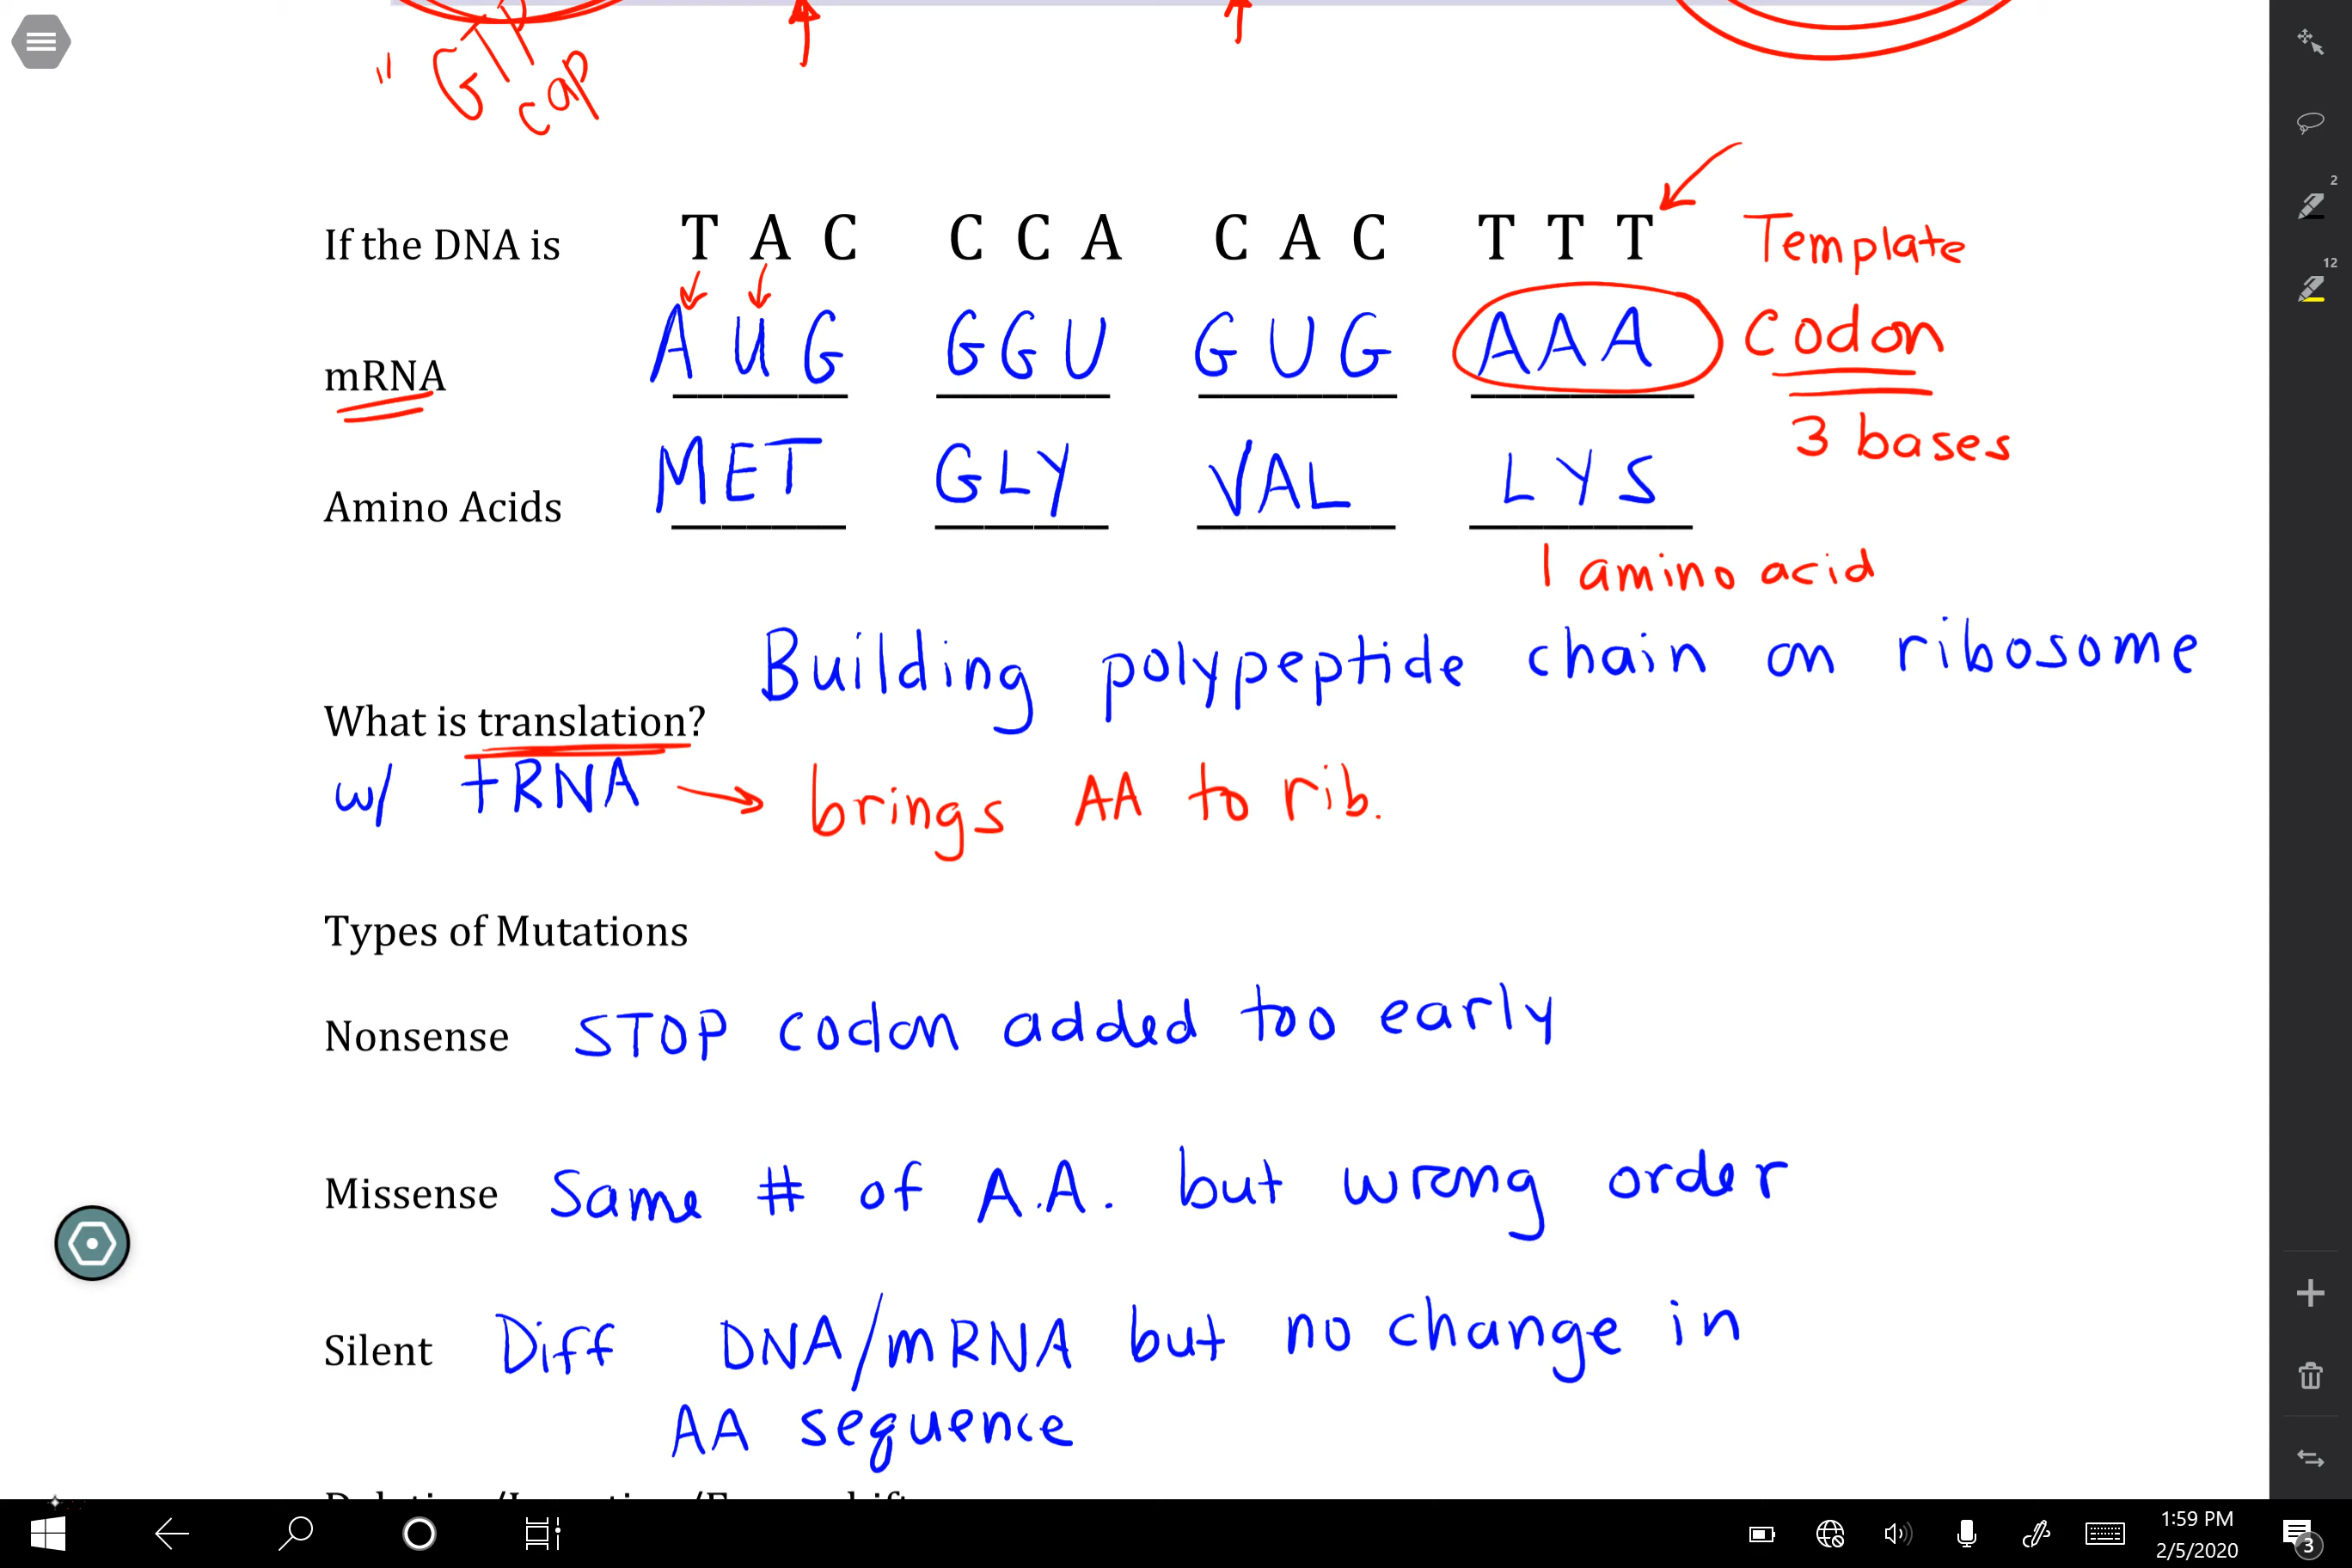 " GTP
cap
If the DNA is T A C C C A C A C T T T Template
mRNA A U G G G U G U G A A A Codon
3 bases
Amino Acids MET GLY VAL LYS
1 amino acid
Building polypeptide chain on ribosome
What is translation?
w/ tRNA → brings AA to rib.
Types of Mutations
Nonsense STOP codon added too early
Missense Same # of A.A. but wrong order
Silent Diff DNA/mRNA but no change in
AA sequence
2
12
1:59 PM
2/5/2020
3